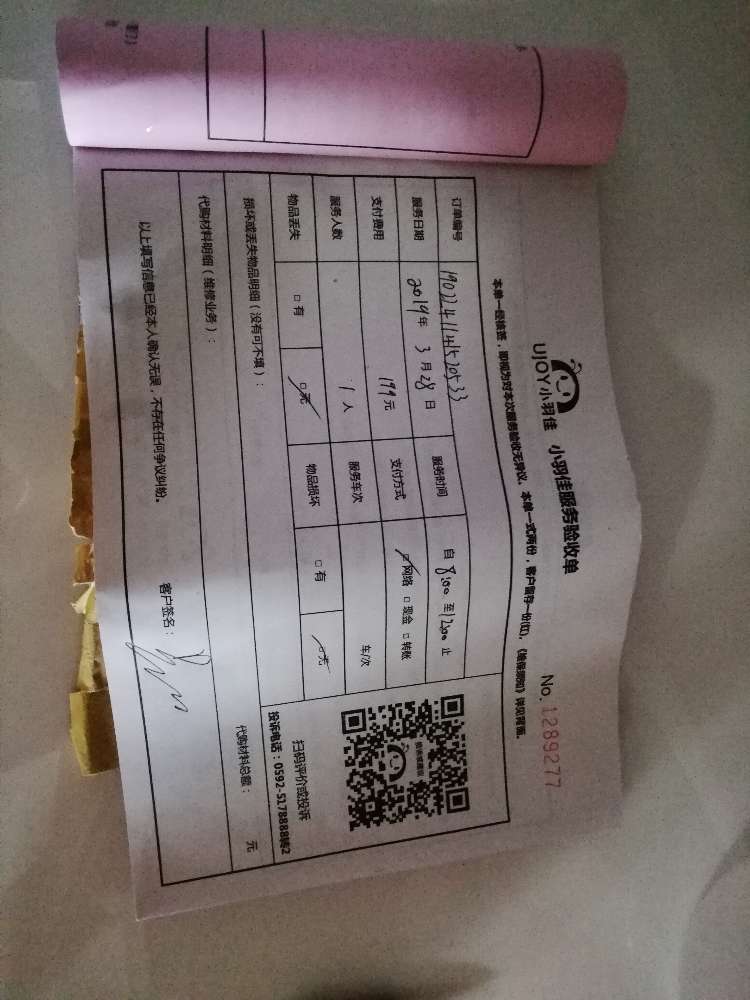 UJOY小羽佳 小羽佳服务验收单
No. 1289277
本单一经核签，即视为对本次服务验收无异议。本单一式两份，客户留存一份(红)，《维保须知》详见背面。
订单编号 19022411415205 33 服务时间 自 8:00 至 12:00 止
服务日期 2019年 3月 28日 支付方式 ☑网络 □现金 □转账
支付费用 199元 服务车次 车/次
服务人数 1人 物品损坏 □有 ☑无
物品丢失 □有 ☑无
损坏或丢失物品明细（没有可不填）：
扫码评价或投诉
投诉电话：0592-5178888转2
代购材料明细（维修业务）：
代购材料总额： 元
以上填写信息已经本人确认无误，不存在任何争议纠纷。
客户签名：